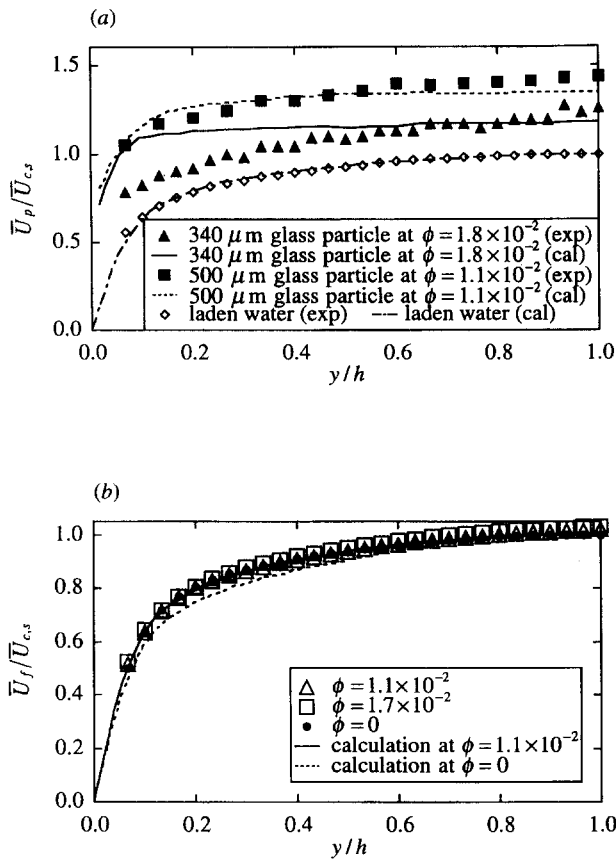 (a)
1.5
1.0
0.5
0.0
U̅p/U̅c,s
340 μm glass particle at ϕ = 1.8×10⁻² (exp)
340 μm glass particle at ϕ = 1.8×10⁻² (cal)
500 μm glass particle at ϕ = 1.1×10⁻² (exp)
500 μm glass particle at ϕ = 1.1×10⁻² (cal)
laden water (exp) laden water (cal)
0.0 0.2 0.4 0.6 0.8 1.0
y/h
(b)
1.0
0.8
0.6
0.4
0.2
0.0
U̅f/U̅c,s
ϕ = 1.1×10⁻²
ϕ = 1.7×10⁻²
ϕ = 0
calculation at ϕ = 1.1×10⁻²
calculation at ϕ = 0
0.0 0.2 0.4 0.6 0.8 1.0
y/h